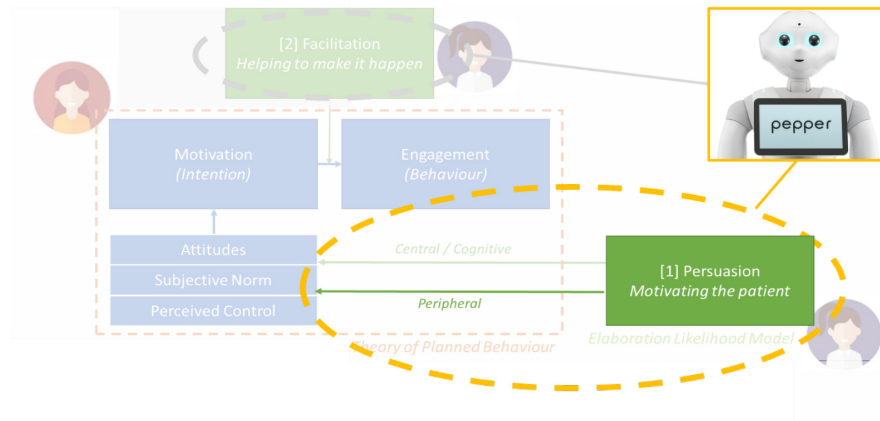 [2] Facilitation
Helping to make it happen
pepper
Motivation
(Intention)
Engagement
(Behaviour)
Attitudes
Subjective Norm
Perceived Control
Central / Cognitive
Peripheral
[1] Persuasion
Motivating the patient
Theory of Planned Behaviour
Elaboration Likelihood Model